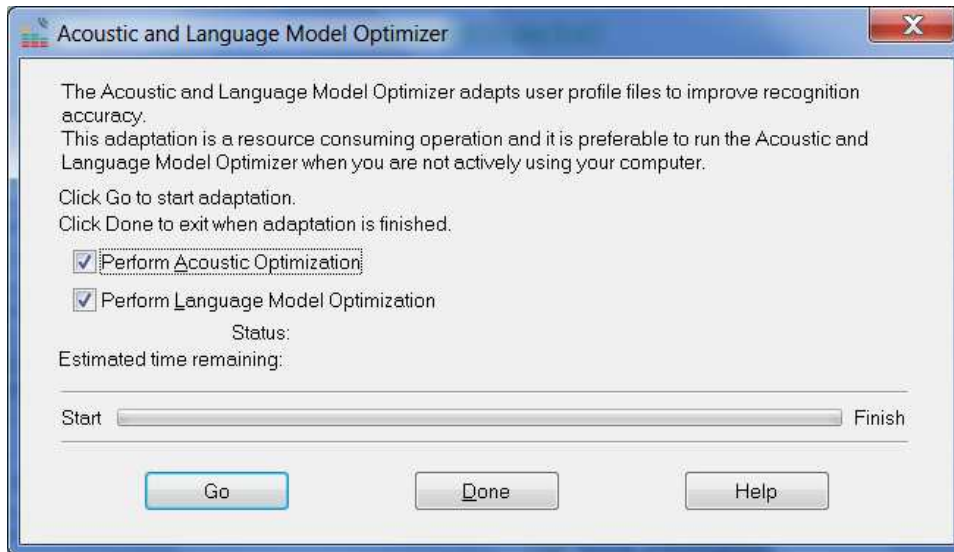 Acoustic and Language Model Optimizer
The Acoustic and Language Model Optimizer adapts user profile files to improve recognition
accuracy.
This adaptation is a resource consuming operation and it is preferable to run the Acoustic and
Language Model Optimizer when you are not actively using your computer.
Click Go to start adaptation.
Click Done to exit when adaptation is finished.
Perform Acoustic Optimization
Perform Language Model Optimization
Status:
Estimated time remaining:
Start Finish
Go Done Help